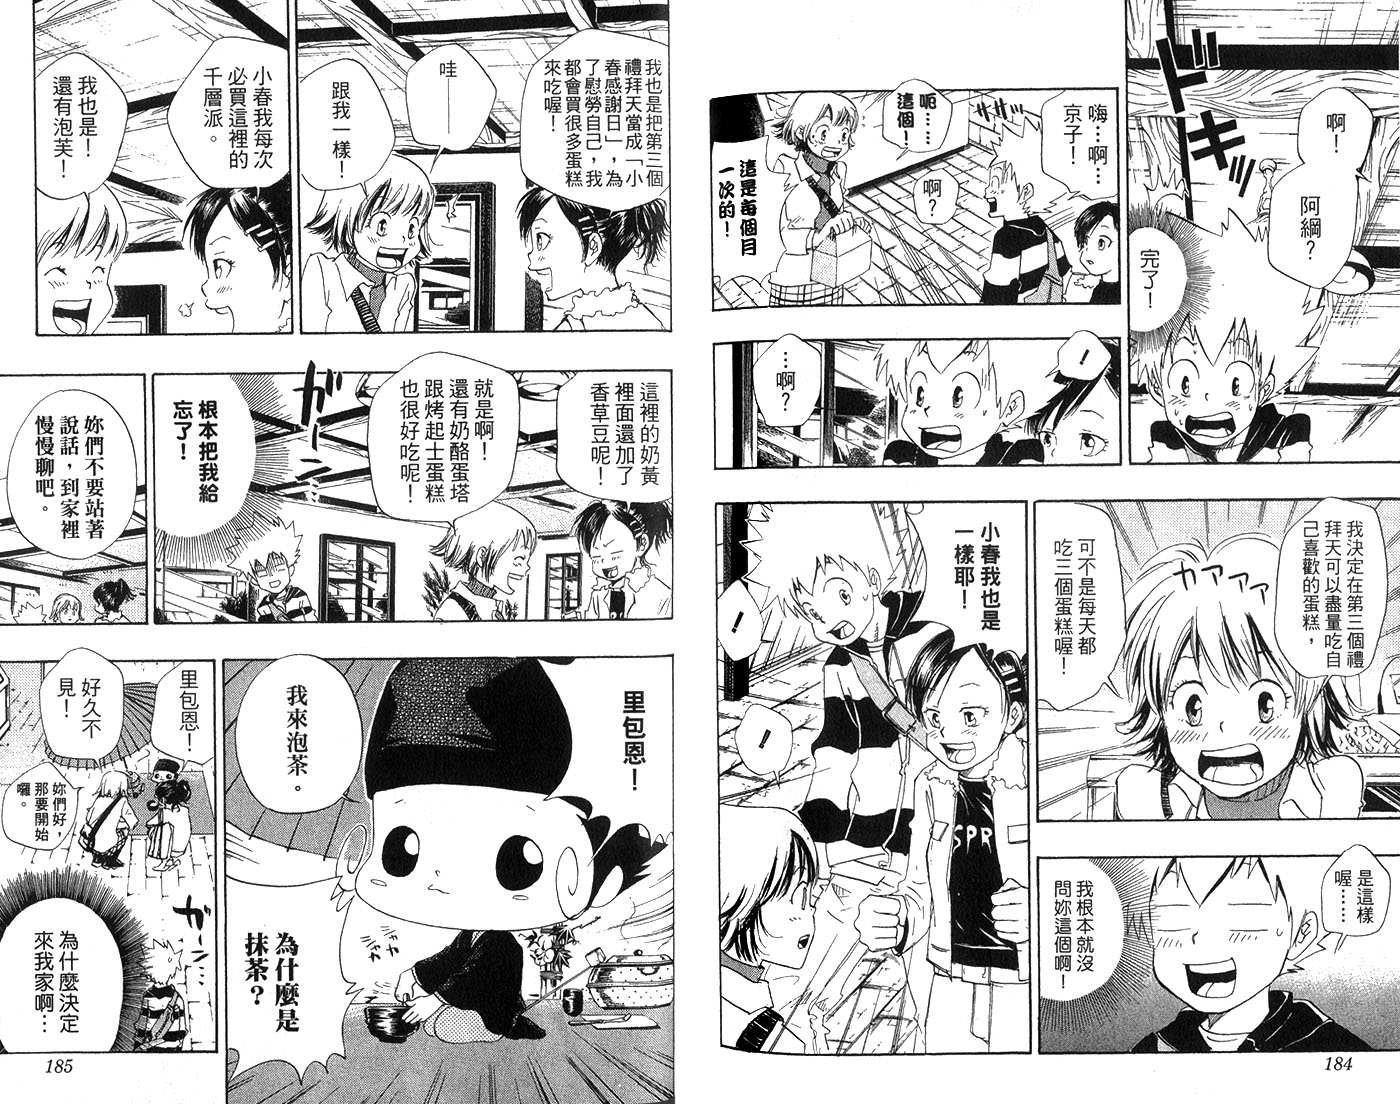 啊！
阿綱？
完了！
嗨⋯啊⋯
京子！
呃⋯⋯
這個！
啊？
這是每個月
一次的！
！
⋯啊？
我決定在第三個禮
拜天可以盡量吃自
己喜歡的蛋糕，
可不是每天都
吃三個蛋糕喔！
カアアァ
是這樣
喔⋯⋯
我根本就沒
問妳這個啊！
小春我也是
一樣耶！
！
！
SPR
184
我也是把第三個
禮拜天當成「小
春感謝日」，為
了慰勞自己，我
都會買很多蛋糕
來吃喔！
哇——
跟我一樣！
小春我每次
必買這裡的
千層派。
我也是！
還有泡芙！
這裡的奶黃
裡面還加了
香草豆呢！
就是啊！
還有奶酪蛋塔
跟烤起士蛋糕
也很好吃呢！
ガーン
根本把我給
忘了！
妳們不要站著
說話，到家裡
慢慢聊吧。
里包恩！
我來泡茶。
為什麼是
抹茶？
里包恩！
好久不
見！
妳們好，
那要開始
囉。
ガーン⋯
為什麼決定
來我家啊⋯
185